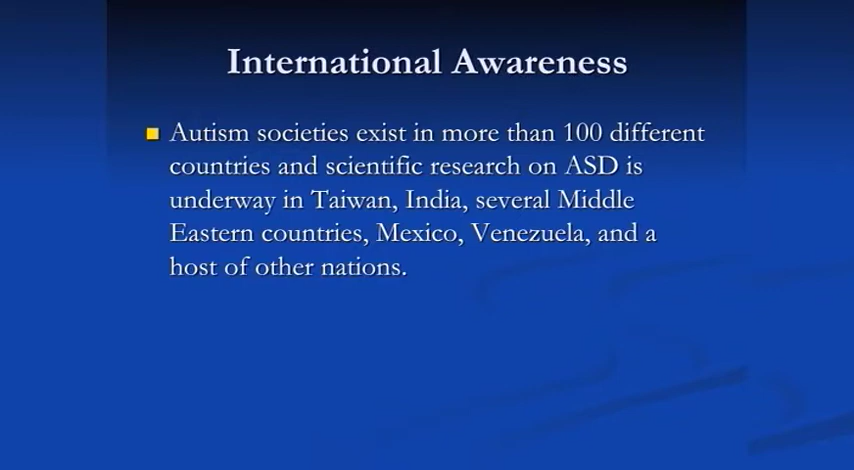 International Awareness
Autism societies exist in more than 100 different
countries and scientific research on ASD is
underway in Taiwan, India, several Middle
Eastern countries, Mexico, Venezuela, and a
host of other nations.